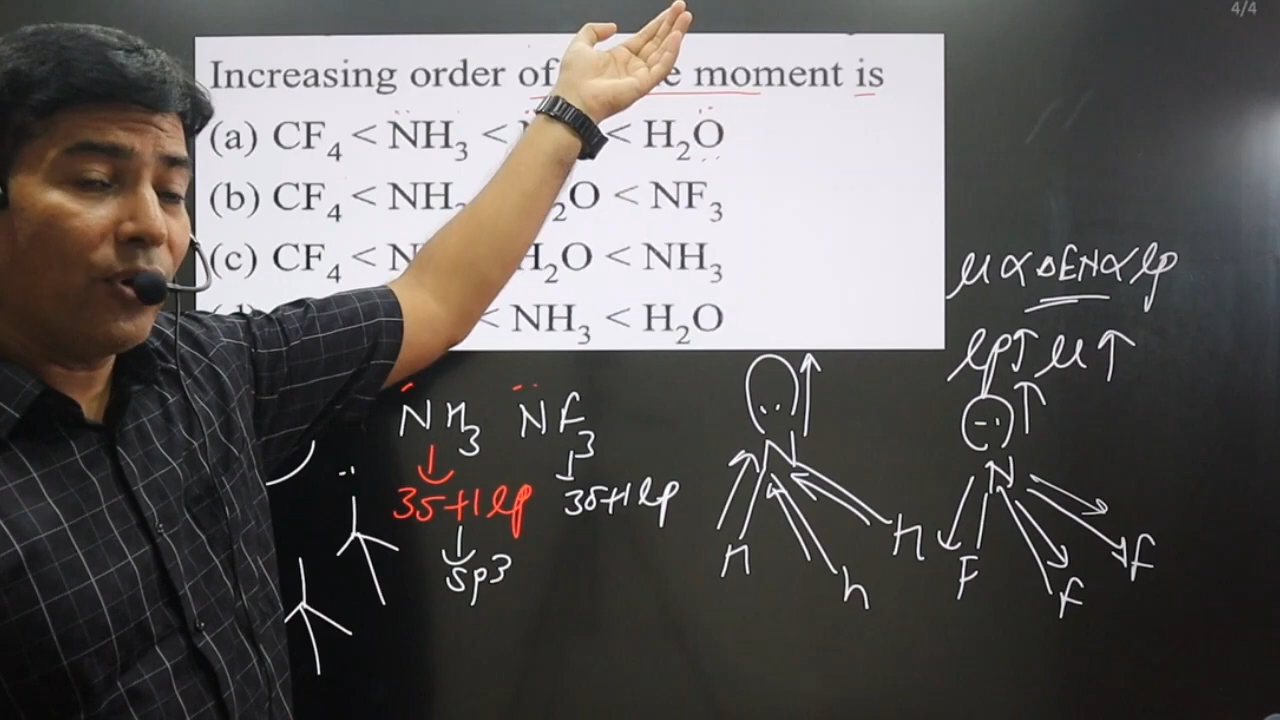 4/4
Increasing order of moment is
(a) CF4 < NH3 < < H2O
(b) CF4 < NH O < NF3
(c) CF4 < N H2O < NH3
< NH3 < H2O
μ α ΔEN α lp
lp↑ μ↑
NH3 NF3
3σ+1lp 3σ+1lp
sp3
N N
H H H F F F